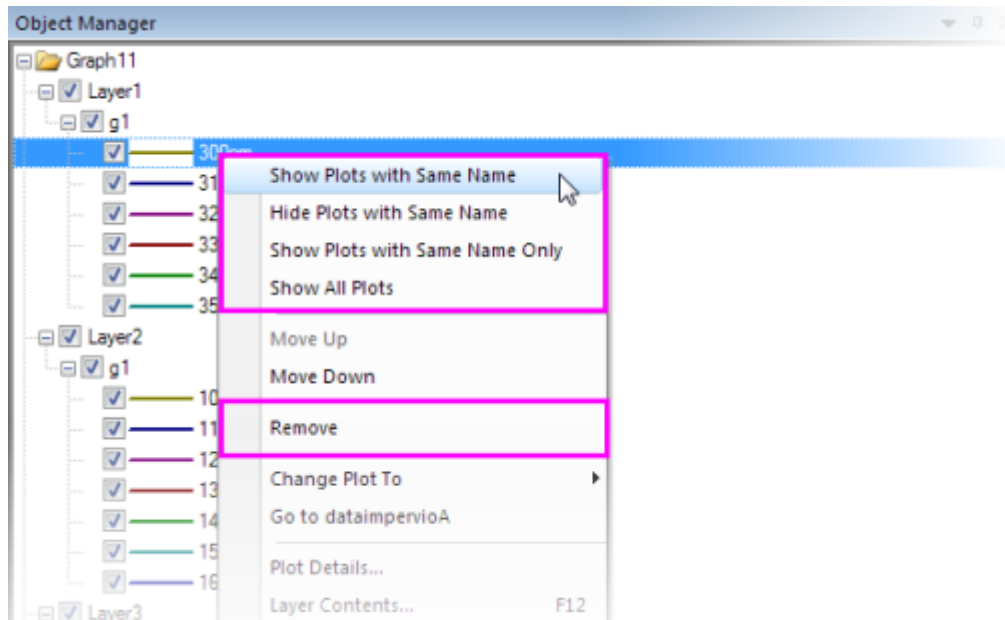 Object Manager
Graph11
Layer1
g1
300nm
31
32
33
34
35
Layer2
g1
10
11
12
13
14
15
16
Layer3
Show Plots with Same Name
Hide Plots with Same Name
Show Plots with Same Name Only
Show All Plots
Move Up
Move Down
Remove
Change Plot To
Go to dataimpervioA
Plot Details...
Layer Contents... F12